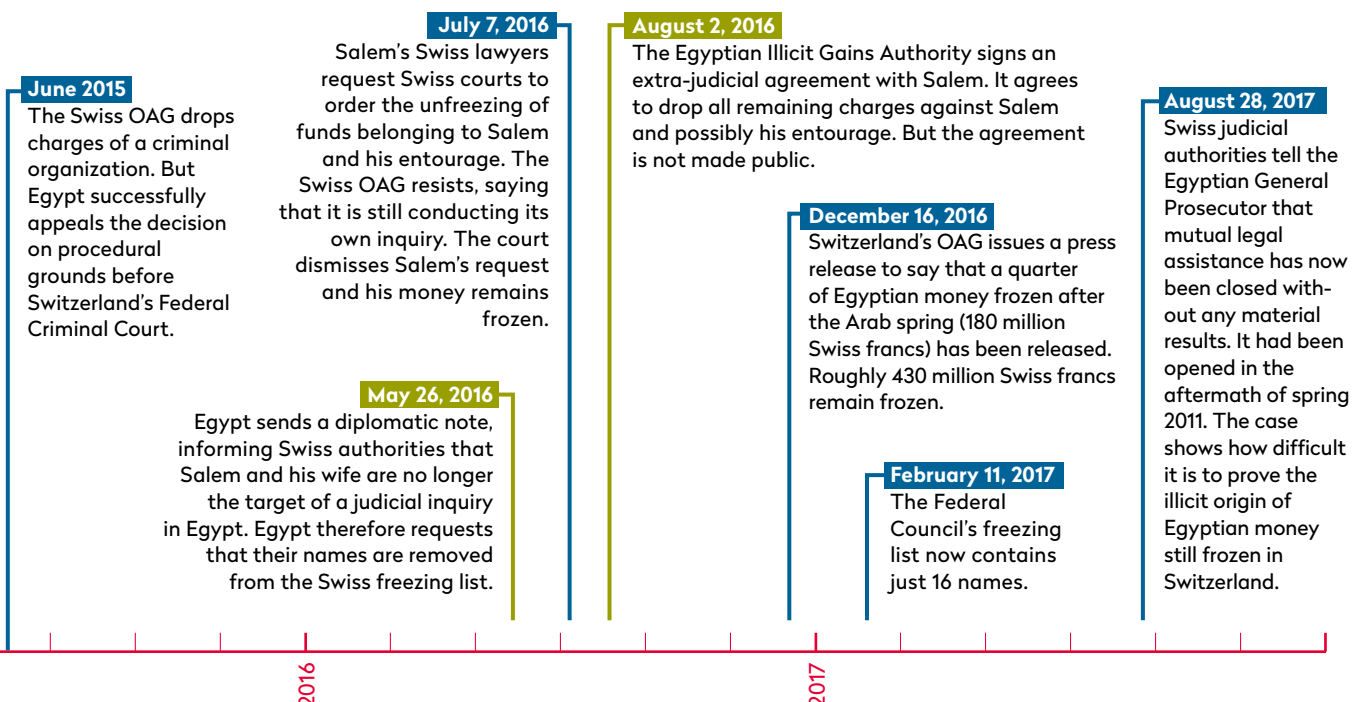 June 2015
The Swiss OAG drops
charges of a criminal
organization. But
Egypt successfully
appeals the decision
on procedural
grounds before
Switzerland's Federal
Criminal Court.
May 26, 2016
Egypt sends a diplomatic note,
informing Swiss authorities that
Salem and his wife are no longer
the target of a judicial inquiry
in Egypt. Egypt therefore requests
that their names are removed
from the Swiss freezing list.
July 7, 2016
Salem's Swiss lawyers
request Swiss courts to
order the unfreezing of
funds belonging to Salem
and his entourage. The
Swiss OAG resists, saying
that it is still conducting its
own inquiry. The court
dismisses Salem's request
and his money remains
frozen.
August 2, 2016
The Egyptian Illicit Gains Authority signs an
extra-judicial agreement with Salem. It agrees
to drop all remaining charges against Salem
and possibly his entourage. But the agreement
is not made public.
December 16, 2016
Switzerland's OAG issues a press
release to say that a quarter
of Egyptian money frozen after
the Arab spring (180 million
Swiss francs) has been released.
Roughly 430 million Swiss francs
remain frozen.
February 11, 2017
The Federal
Council's freezing
list now contains
just 16 names.
August 28, 2017
Swiss judicial
authorities tell the
Egyptian General
Prosecutor that
mutual legal
assistance has now
been closed with-
out any material
results. It had been
opened in the
aftermath of spring
2011. The case
shows how difficult
it is to prove the
illicit origin of
Egyptian money
still frozen in
Switzerland.
2016
2017